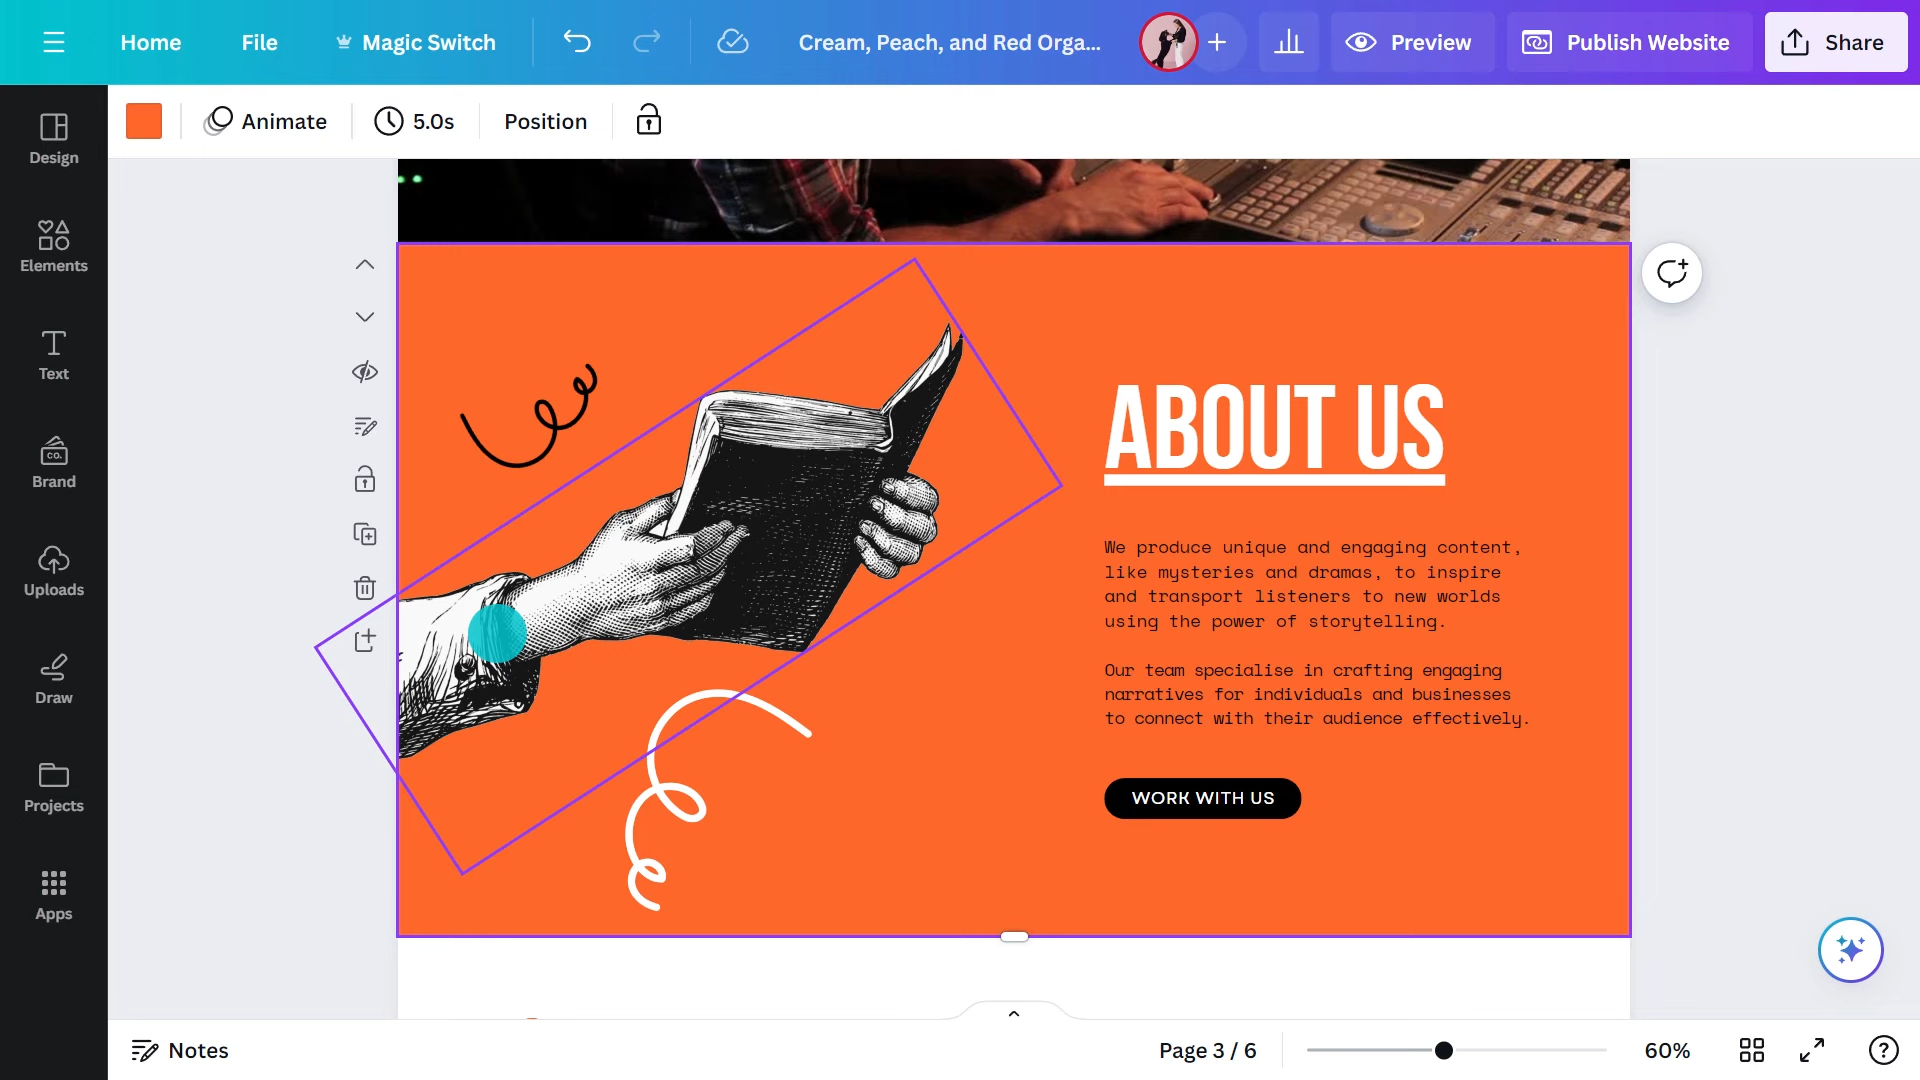 Home
File
Magic Switch
Cream, Peach, and Red Orga...
Preview
Publish Website
Share
Animate
5.0s
Position
Design
Elements
Text
CO.
Brand
Uploads
Draw
Projects
Apps
ABOUT US
We produce unique and engaging content,
like mysteries and dramas, to inspire
and transport listeners to new worlds
using the power of storytelling.
Our team specialise in crafting engaging
narratives for individuals and businesses
to connect with their audience effectively.
WORK WITH US
Notes
Page 3 / 6
60%